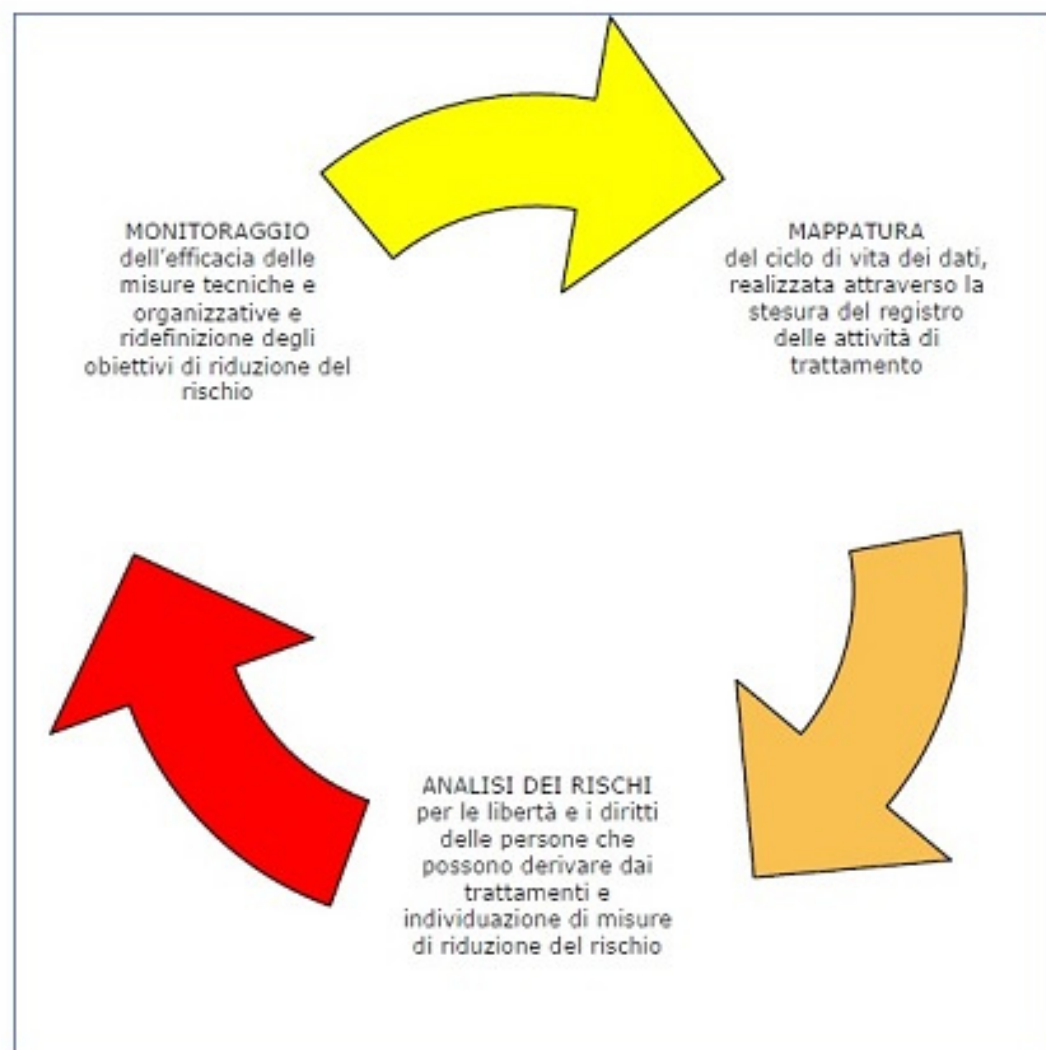 MONITORAGGIO
dell'efficacia delle
misure tecniche e
organizzative e
ridefinizione degli
obiettivi di riduzione del
rischio
MAPPATURA
del ciclo di vita dei dati,
realizzata attraverso la
stesura del registro
delle attività di
trattamento
ANALISI DEI RISCHI
per le libertà e i diritti
delle persone che
possono derivare dai
trattamenti e
individuazione di misure
di riduzione del rischio